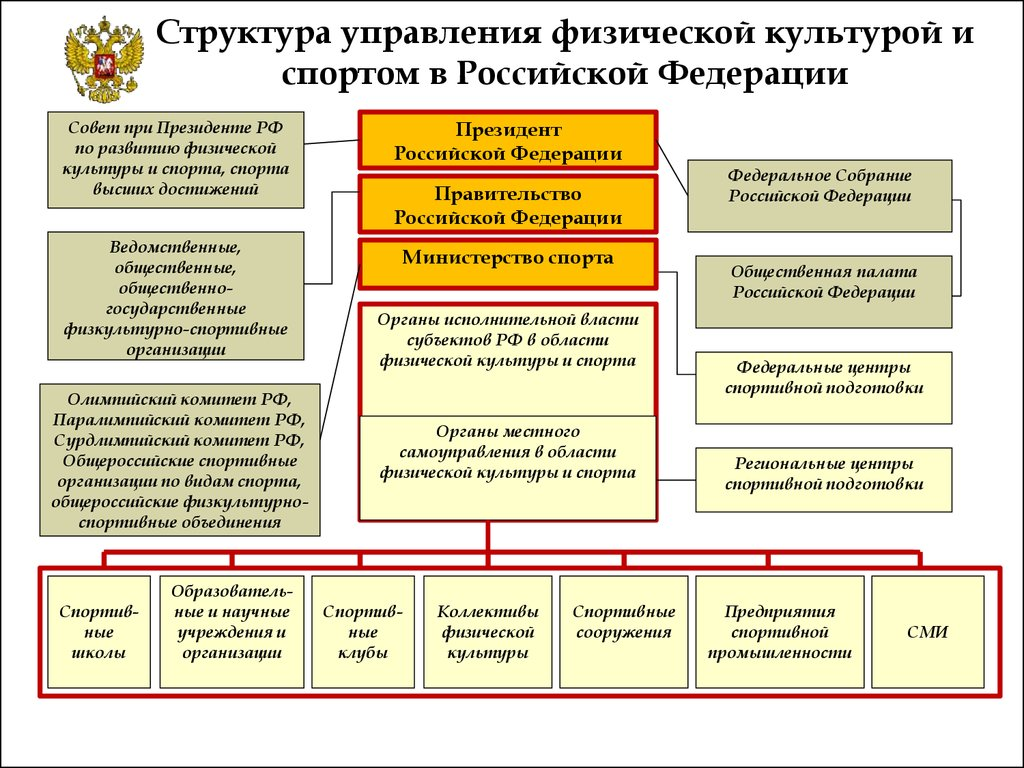 Структура управления физической культурой и
спортом в Российской Федерации
Совет при Президенте РФ
по развитию физической
культуры и спорта, спорта
высших достижений
Президент
Российской Федерации
Правительство
Российской Федерации
Федеральное Собрание
Российской Федерации
Ведомственные,
общественные,
общественно-
государственные
физкультурно-спортивные
организации
Министерство спорта
Общественная палата
Российской Федерации
Органы исполнительной власти
субъектов РФ в области
физической культуры и спорта
Федеральные центры
спортивной подготовки
Олимпийский комитет РФ,
Паралимпийский комитет РФ,
Сурдлимпийский комитет РФ,
Общероссийские спортивные
организации по видам спорта,
общероссийские физкультурно-
спортивные объединения
Органы местного
самоуправления в области
физической культуры и спорта
Региональные центры
спортивной подготовки
Спортив-
ные
школы
Образователь-
ные и научные
учреждения и
организации
Спортив-
ные
клубы
Коллективы
физической
культуры
Спортивные
сооружения
Предприятия
спортивной
промышленности
СМИ